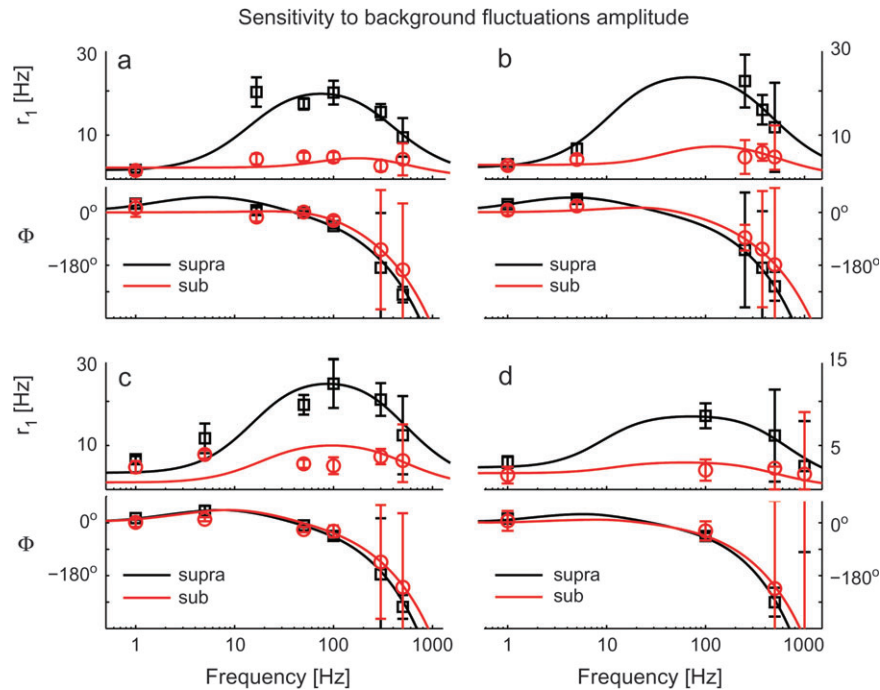 Sensitivity to background fluctuations amplitude
a
b
30
10
r₁ [Hz]
30
10
0°
−180°
Φ
supra
sub
supra
sub
0°
−180°
c
d
30
10
r₁ [Hz]
15
5
0°
−180°
Φ
supra
sub
supra
sub
0°
−180°
1 10 100 1000
1 10 100 1000
Frequency [Hz]
Frequency [Hz]